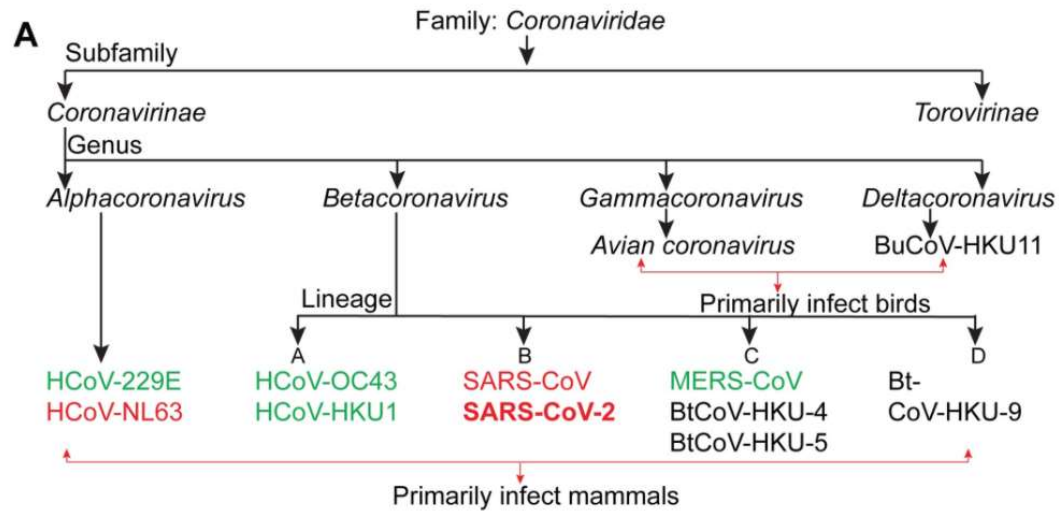 A
Family: Coronaviridae
Subfamily
Coronavirinae
Torovirinae
Genus
Alphacoronavirus
Betacoronavirus
Gammacoronavirus
Deltacoronavirus
Avian coronavirus
BuCoV-HKU11
Lineage
Primarily infect birds
A
B
C
D
HCoV-229E
HCoV-NL63
HCoV-OC43
HCoV-HKU1
SARS-CoV
SARS-CoV-2
MERS-CoV
BtCoV-HKU-4
BtCoV-HKU-5
Bt-
CoV-HKU-9
Primarily infect mammals